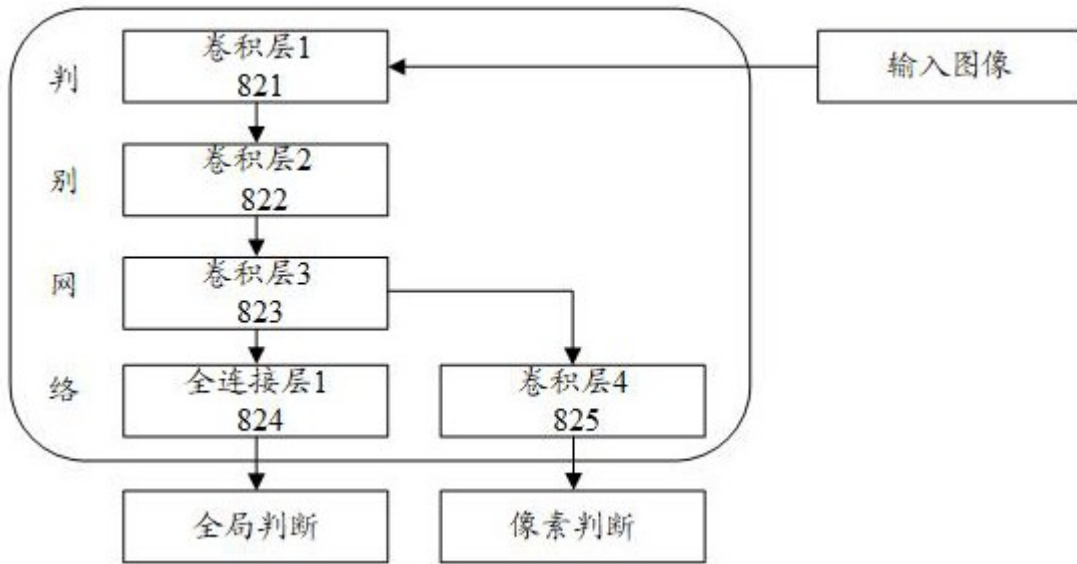 判别网络
卷积层1
821
输入图像
卷积层2
822
卷积层3
823
全连接层1
824
卷积层4
825
全局判断
像素判断